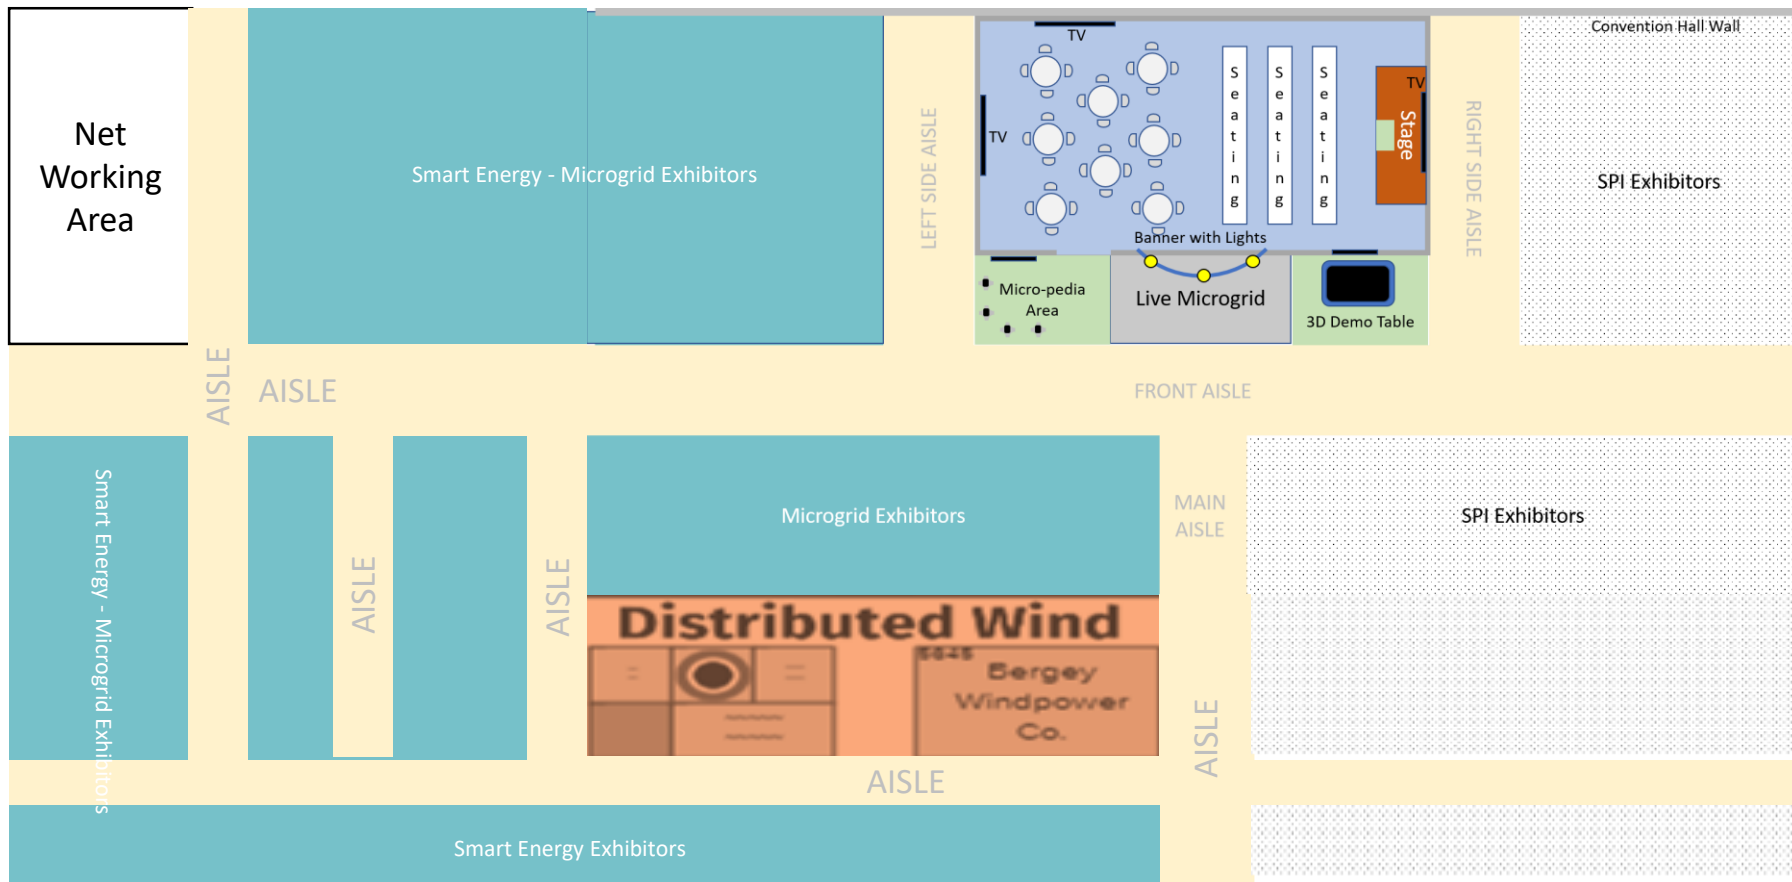 Convention Hall Wall
Net
Working
Area
Smart Energy - Microgrid Exhibitors
LEFT SIDE AISLE
TV
TV
Seating
Seating
Seating
TV
Stage
Banner with Lights
RIGHT SIDE AISLE
SPI Exhibitors
Micro-pedia
Area
Live Microgrid
3D Demo Table
AISLE
AISLE
FRONT AISLE
Smart Energy - Microgrid Exhibitors
AISLE
AISLE
Microgrid Exhibitors
MAIN
AISLE
SPI Exhibitors
Distributed Wind
Bergey
Windpower
Co.
AISLE
AISLE
Smart Energy Exhibitors